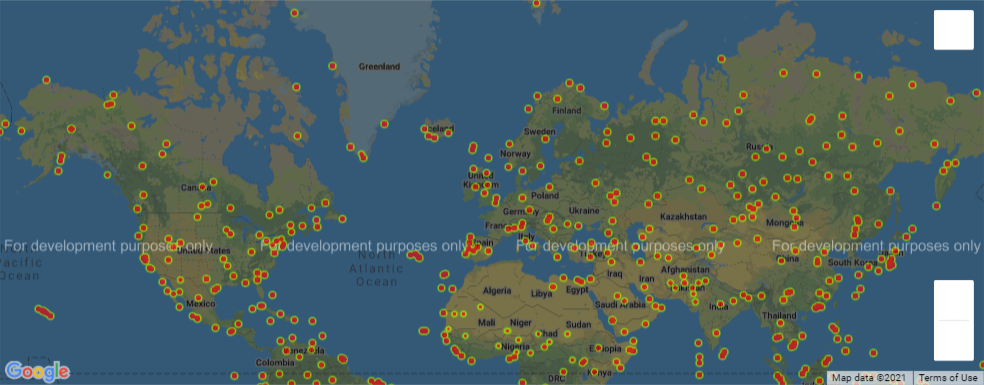 Greenland
Iceland
Finland
Sweden
Norway
Russia
United
Kingdom
Canada
Poland
Germany
Ukraine
Kazakhstan
Mongolia
France
Italy
Spain
For development purposes only For development purposes only For development purposes only For development purposes only
United States
Pacific
Ocean
North
Atlantic
Ocean
China
South Korea
Afghanistan
Iraq
Iran
Algeria
Libya
Egypt
Saudi Arabia
India
Mexico
Mali
Niger
Chad
Sudan
Thailand
Nigeria
Ethiopia
Venezuela
Colombia
DRC
Kenya
Google
Map data ©2021
Terms of Use